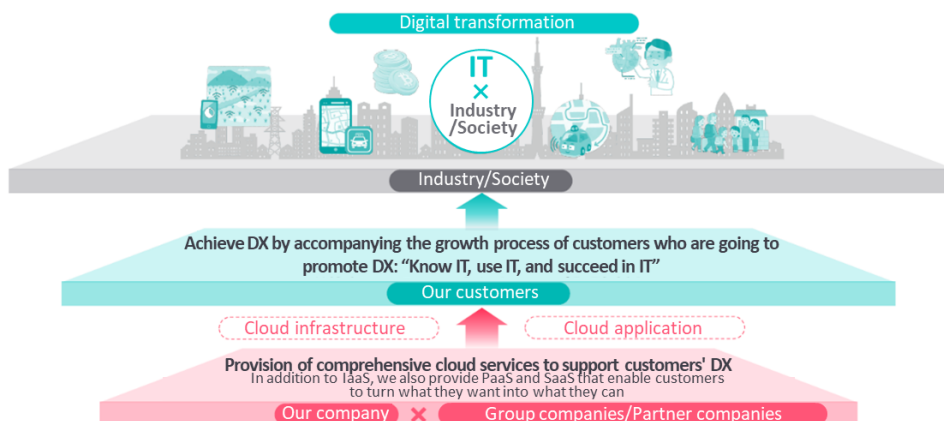 Digital transformation
IT
×
Industry
/Society
Industry/Society
Achieve DX by accompanying the growth process of customers who are going to
promote DX: “Know IT, use IT, and succeed in IT”
Our customers
Cloud infrastructure
Cloud application
Provision of comprehensive cloud services to support customers' DX
In addition to IaaS, we also provide PaaS and SaaS that enable customers
to turn what they want into what they can
Our company × Group companies/Partner companies